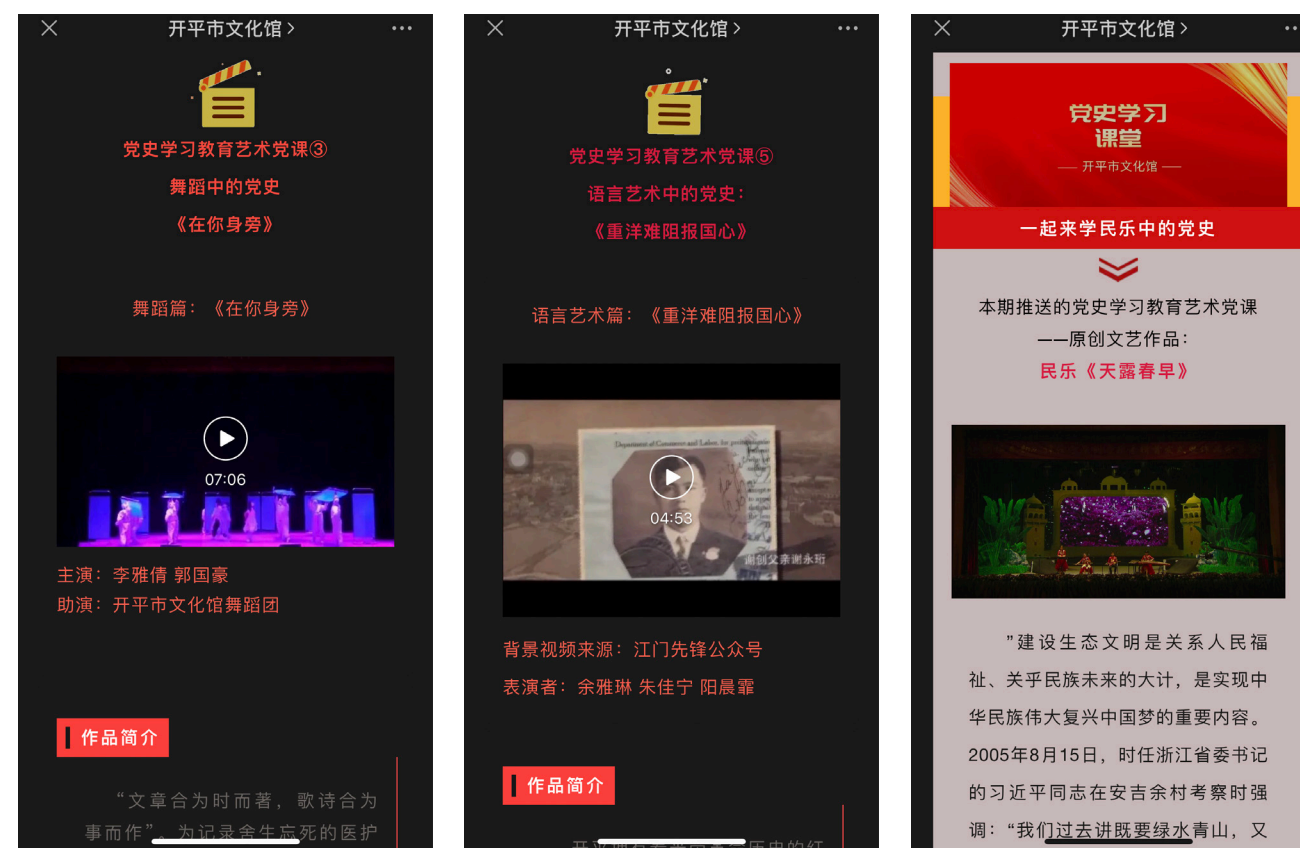 开平市文化馆
党史学习教育艺术党课③
舞蹈中的党史
《在你身旁》
舞蹈篇：《在你身旁》
07:06
主演：李雅倩 郭国豪
助演：开平市文化馆舞蹈团
作品简介
“文章合为时而著，歌诗合为
事而作”。为记录舍生忘死的医护
开平市文化馆
党史学习教育艺术党课⑤
语言艺术中的党史：
《重洋难阻报国心》
语言艺术篇：《重洋难阻报国心》
Department of Commerce and Labor, for
04:53
谢创父亲谢永珩
背景视频来源：江门先锋公众号
表演者：余雅琳 朱佳宁 阳晨霏
作品简介
开平市文化馆
党史学习
课堂
开平市文化馆
一起来学民乐中的党史
本期推送的党史学习教育艺术党课
——原创文艺作品：
民乐《天露春早》
”建设生态文明是关系人民福
祉、关乎民族未来的大计，是实现中
华民族伟大复兴中国梦的重要内容。
2005年8月15日，时任浙江省委书记
的习近平同志在安吉余村考察时强
调：“我们过去讲既要绿水青山，又